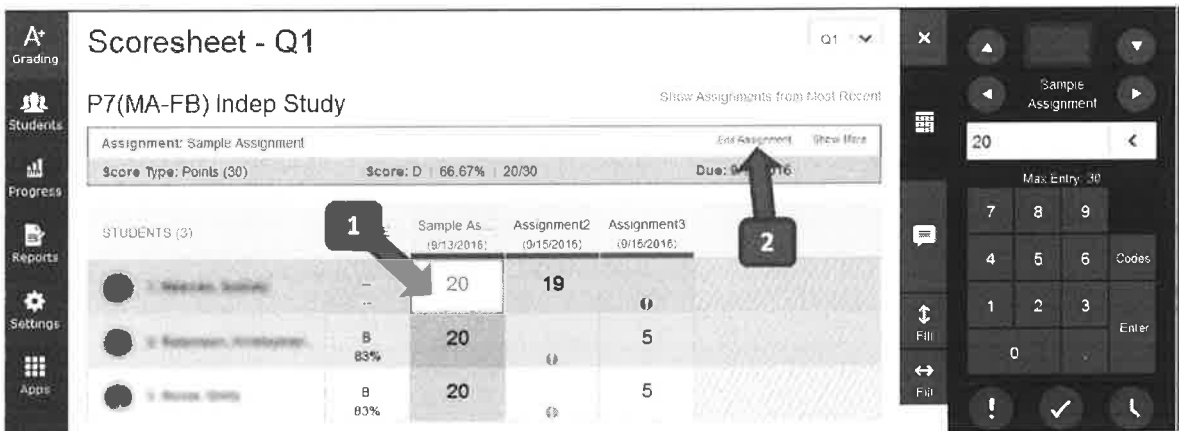 A+
Grading
Students
Progress
Reports
Settings
Apps
Scoresheet - Q1
Q1
P7(MA-FB) Indep Study
Show Assignments from Most Recent
Assignment: Sample Assignment
Edit Assignment Show More
Score Type: Points (30) Score: D | 66.67% | 20/30 Due: 16
1
2
STUDENTS (3)
Sample As... Assignment2 Assignment3
(9/13/2016) (9/15/2016) (9/15/2016)
-- 20 19
--
B 20 5
83%
B 20 5
83%
Fill
Fill
Sample
Assignment
20
Max Entry: 30
7 8 9
4 5 6 Codes
1 2 3
Enter
0 .